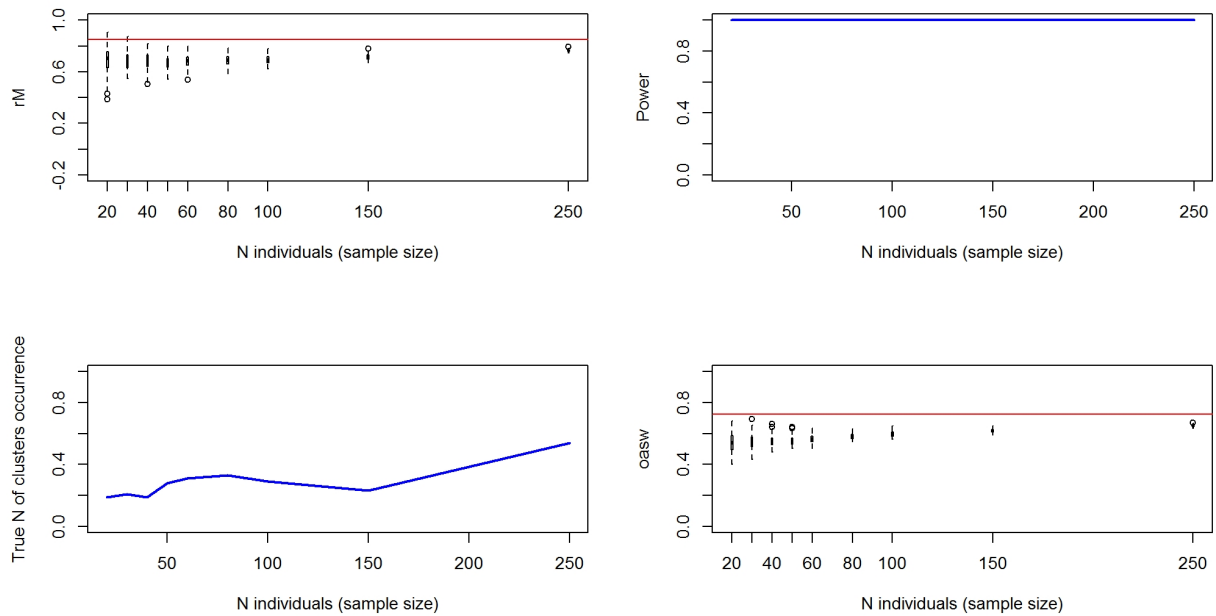 rM
1.0
0.6
0.2
-0.2
20 40 60 80 100 150 250
N individuals (sample size)
Power
0.8
0.4
0.0
50 100 150 200 250
N individuals (sample size)
True N of clusters occurrence
0.8
0.4
0.0
50 100 150 200 250
N individuals (sample size)
oasw
0.8
0.4
0.0
20 40 60 80 100 150 250
N individuals (sample size)